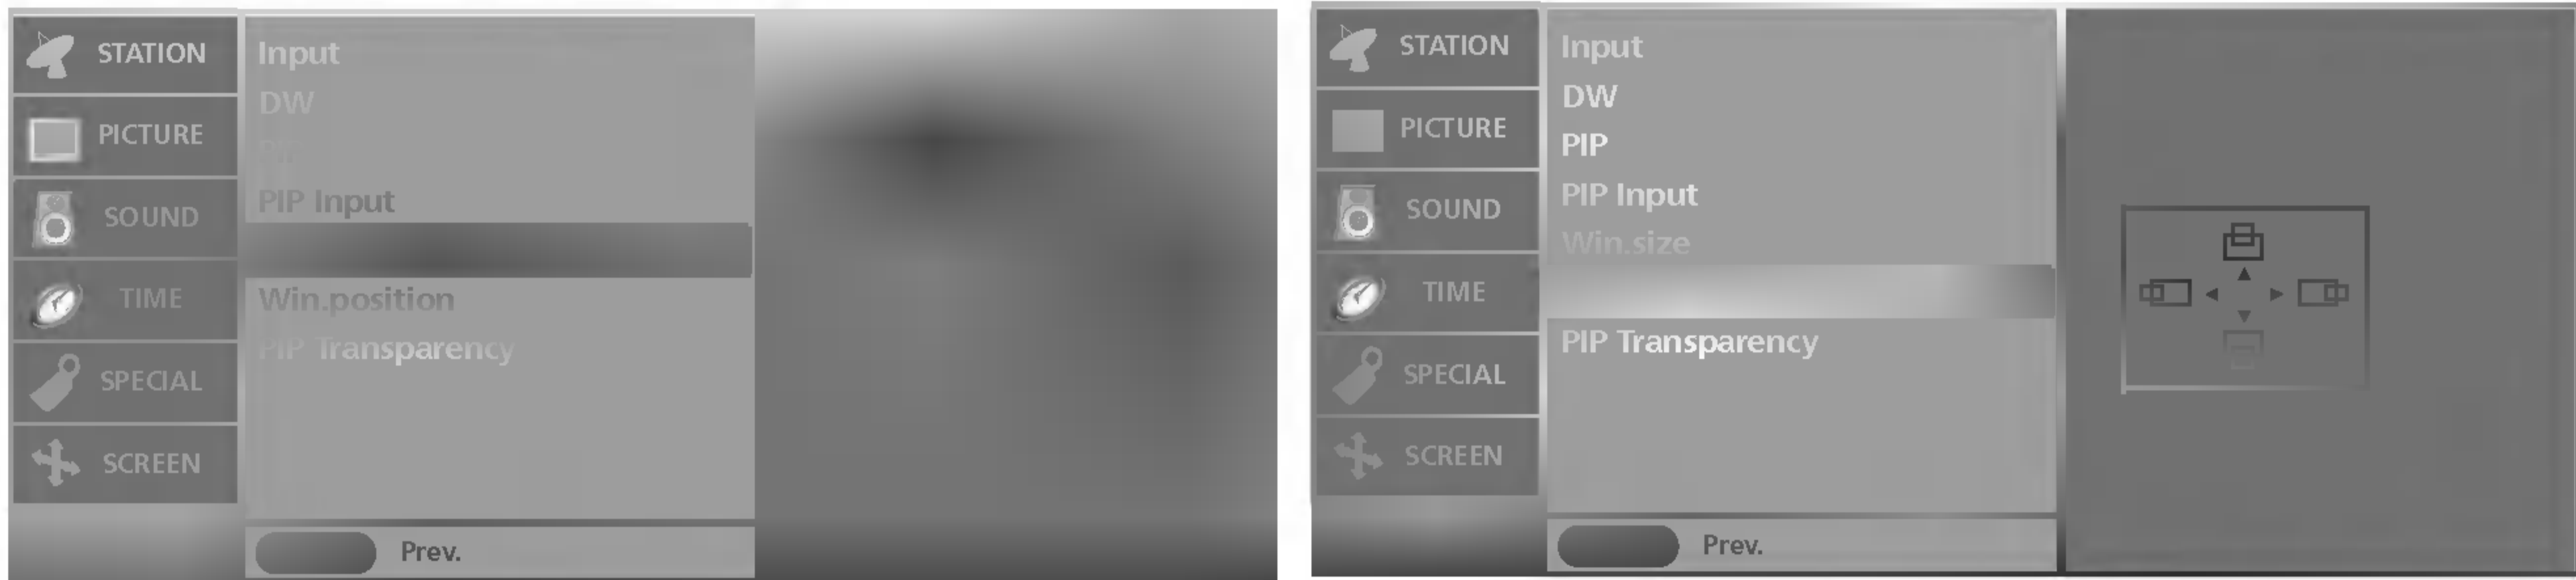 STATION
PICTURE
SOUND
TIME
SPECIAL
SCREEN
Input
DW
PIP
PIP Input
Win.position
PIP Transparency
Prev.
STATION
PICTURE
SOUND
TIME
SPECIAL
SCREEN
Input
DW
PIP
PIP Input
Win.size
PIP Transparency
Prev.